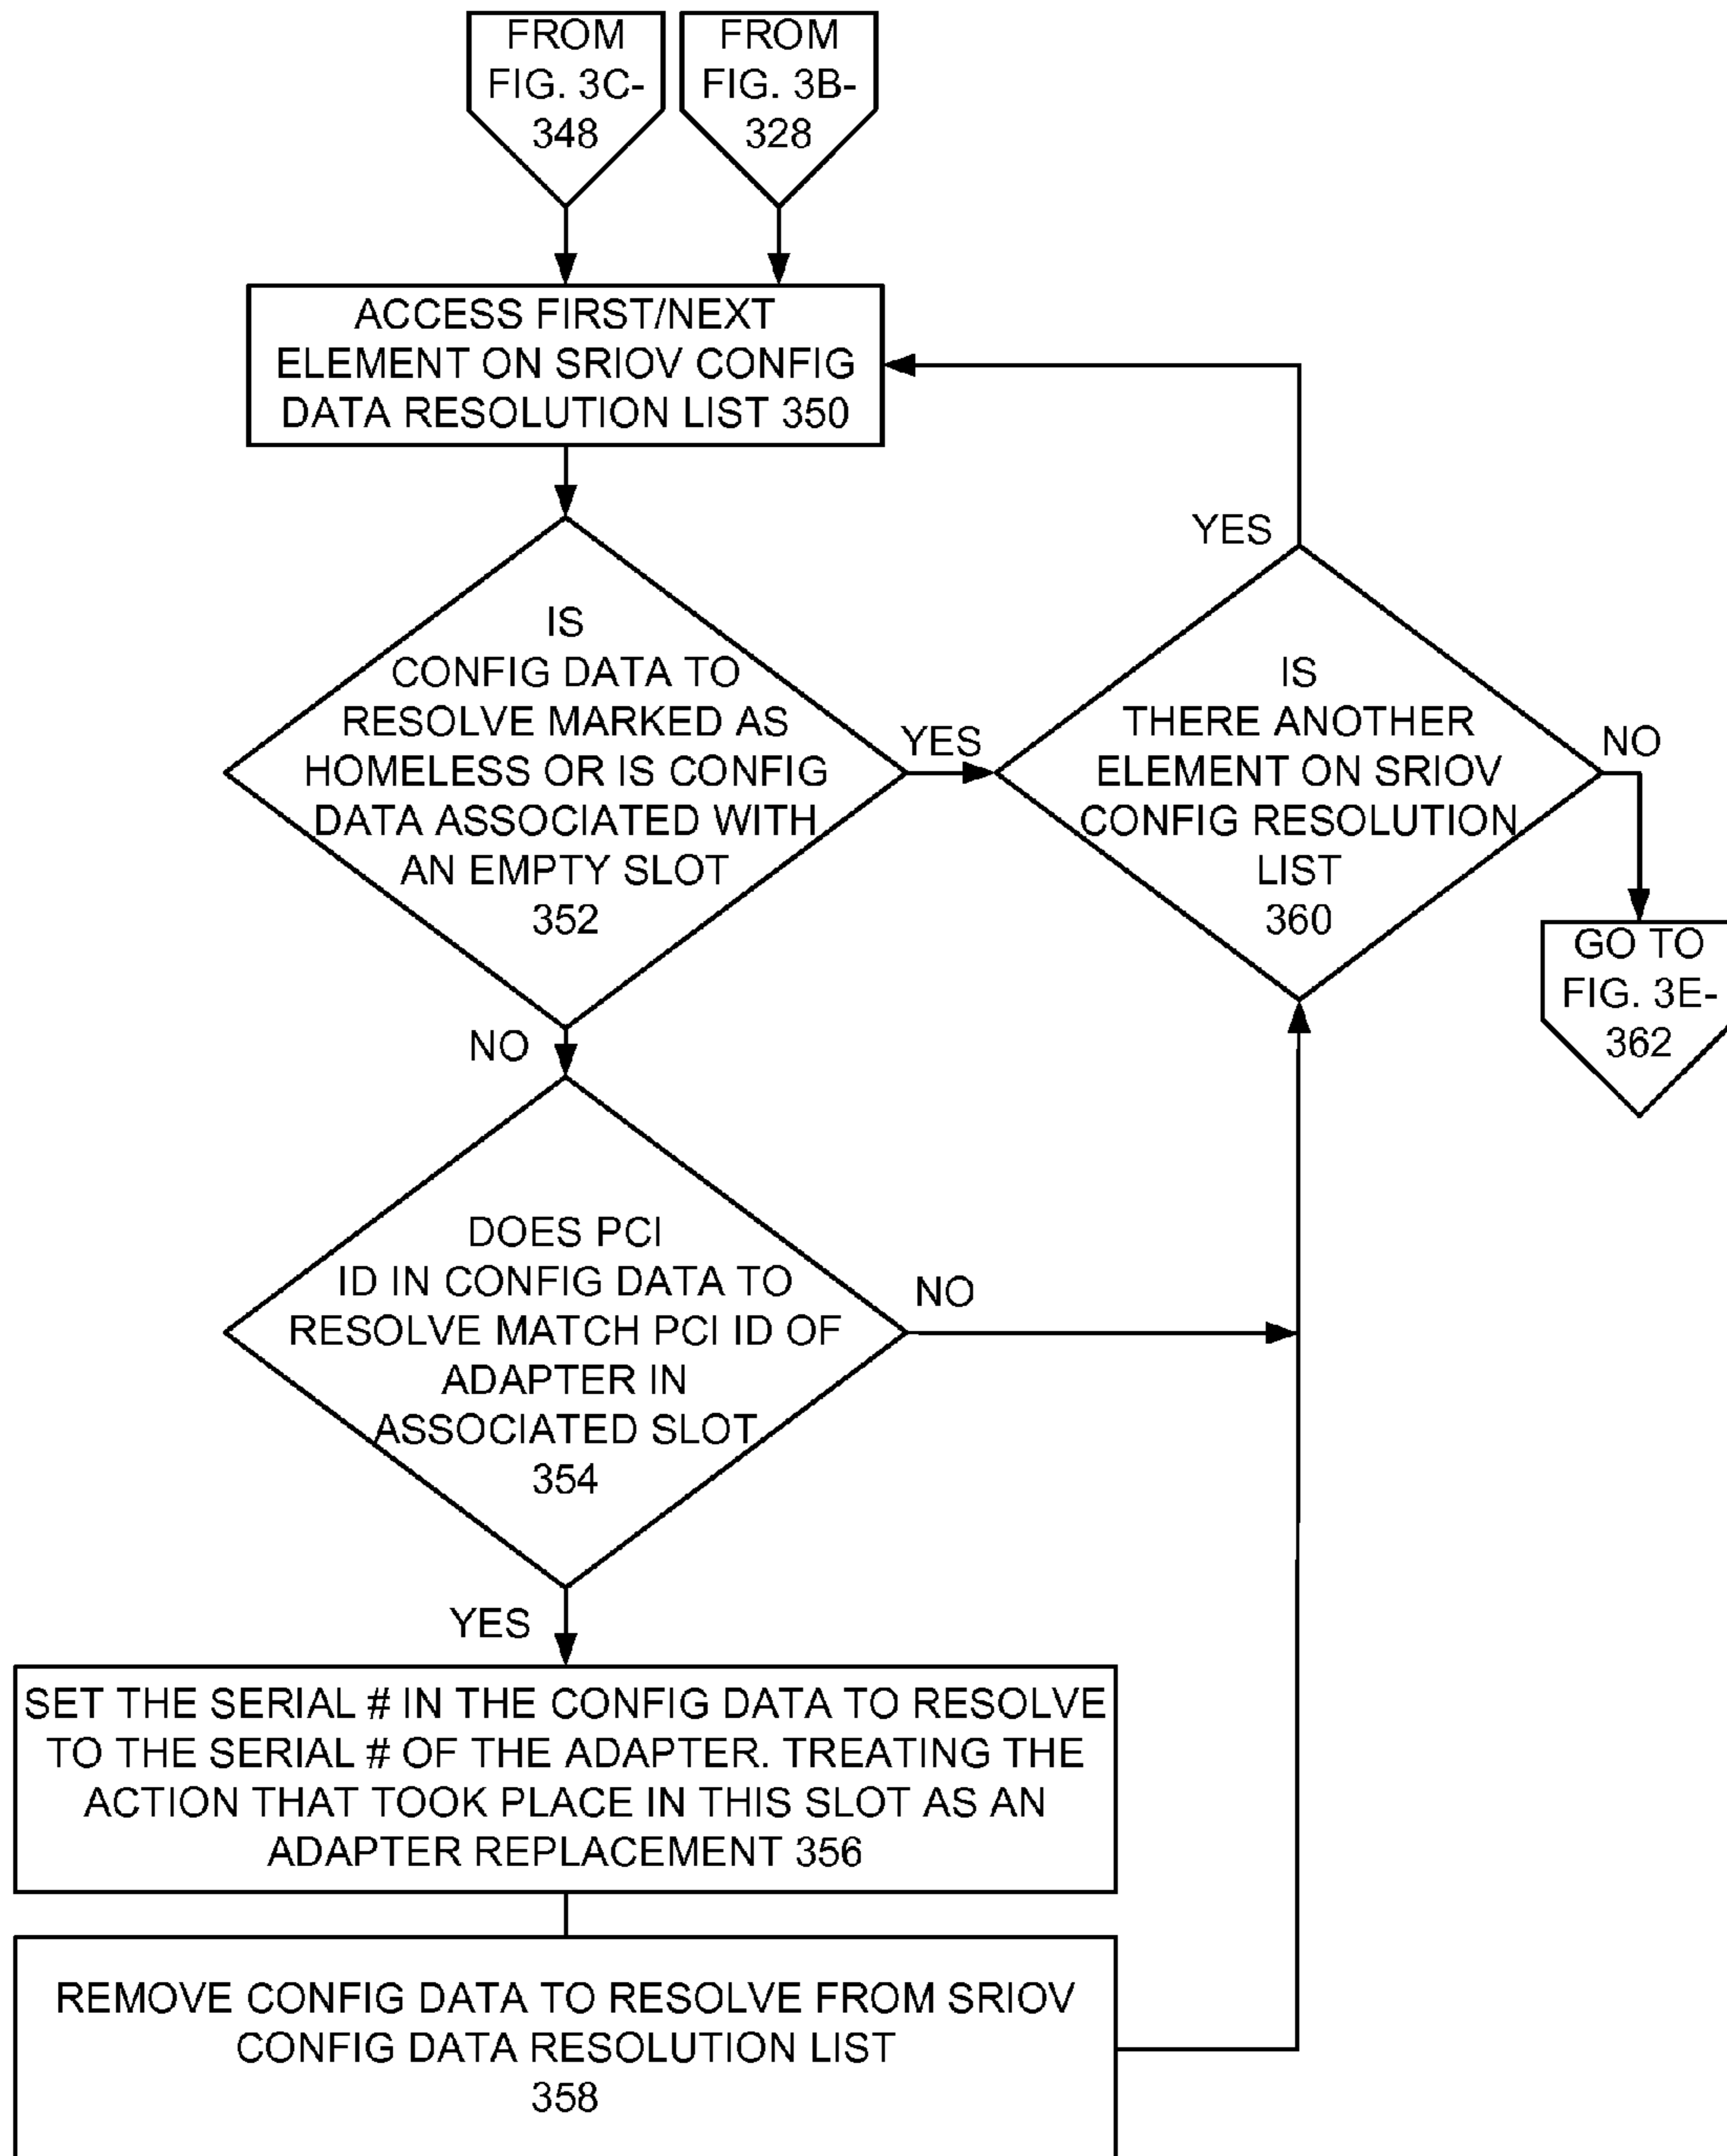 FROM
FIG. 3C-
348
FROM
FIG. 3B-
328
ACCESS FIRST/NEXT
ELEMENT ON SRIOV CONFIG
DATA RESOLUTION LIST 350
IS
CONFIG DATA TO
RESOLVE MARKED AS
HOMELESS OR IS CONFIG
DATA ASSOCIATED WITH
AN EMPTY SLOT
352
YES
NO
YES
IS
THERE ANOTHER
ELEMENT ON SRIOV
CONFIG RESOLUTION
LIST
360
NO
GO TO
FIG. 3E-
362
DOES PCI
ID IN CONFIG DATA TO
RESOLVE MATCH PCI ID OF
ADAPTER IN
ASSOCIATED SLOT
354
NO
YES
SET THE SERIAL # IN THE CONFIG DATA TO RESOLVE
TO THE SERIAL # OF THE ADAPTER. TREATING THE
ACTION THAT TOOK PLACE IN THIS SLOT AS AN
ADAPTER REPLACEMENT 356
REMOVE CONFIG DATA TO RESOLVE FROM SRIOV
CONFIG DATA RESOLUTION LIST
358